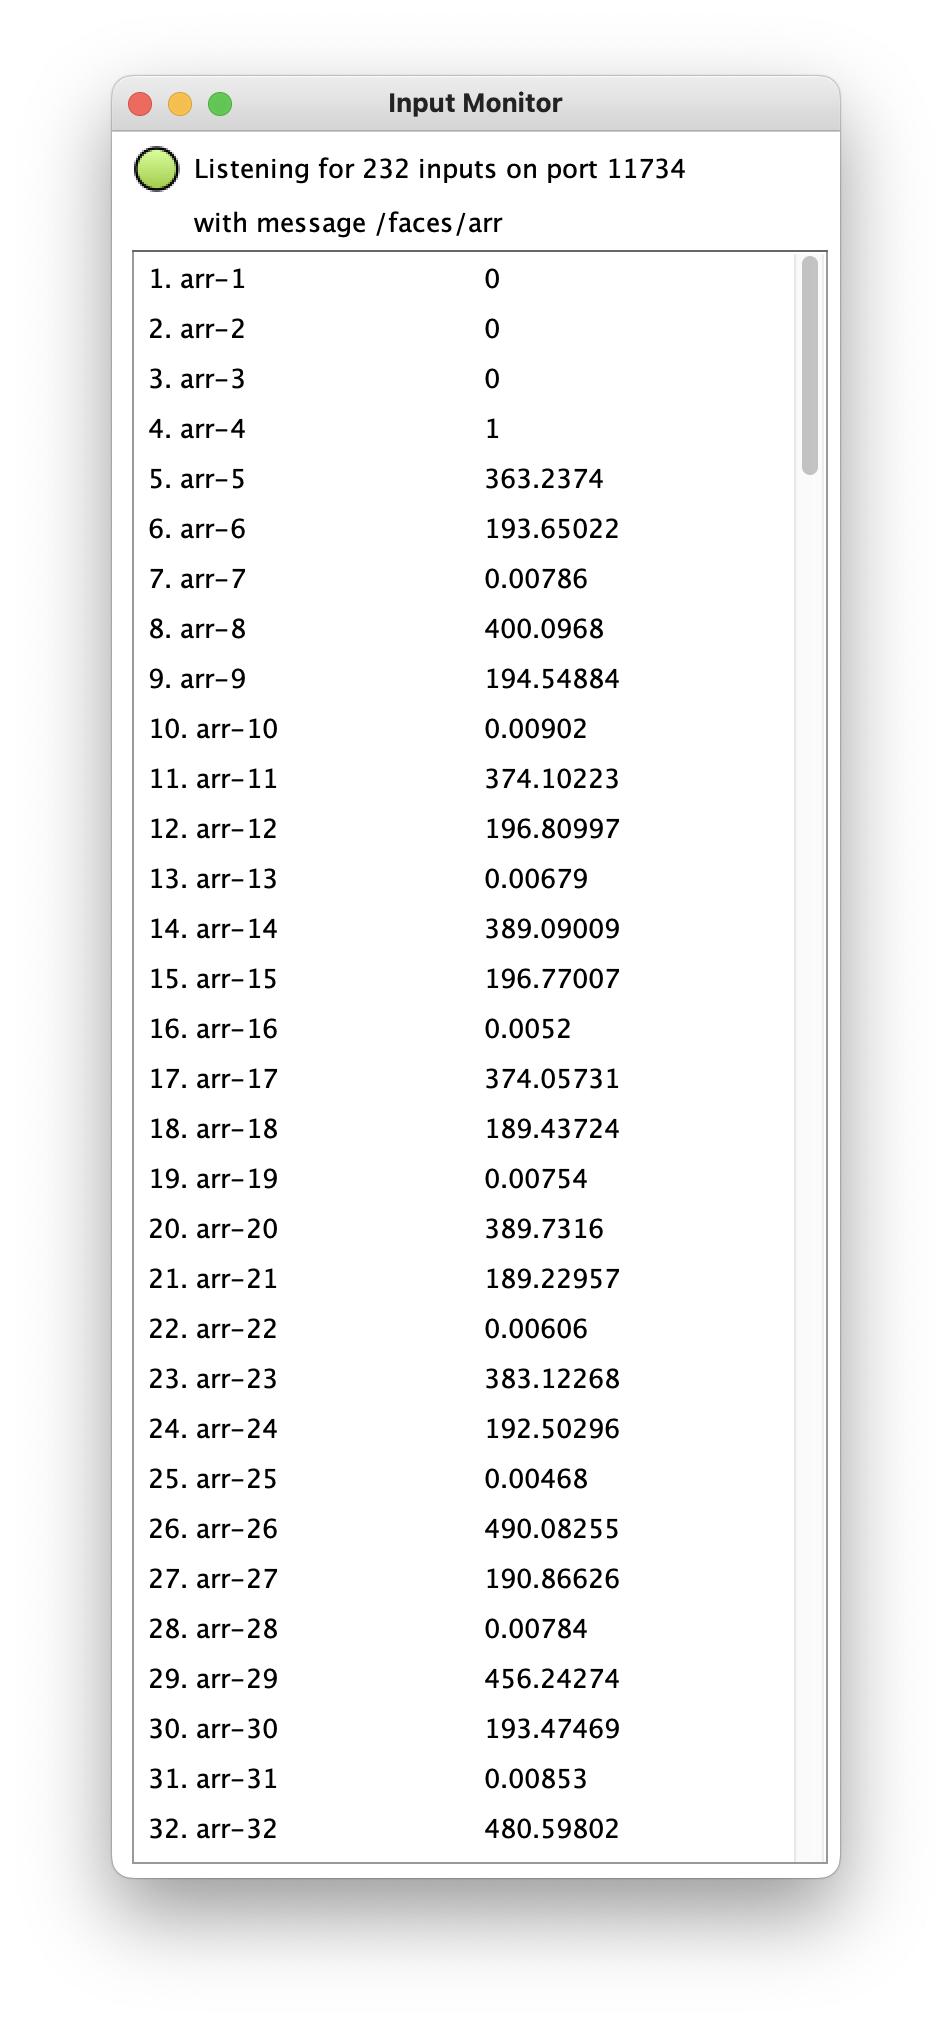 Input Monitor
Listening for 232 inputs on port 11734
with message /faces/arr
1. arr-1 0
2. arr-2 0
3. arr-3 0
4. arr-4 1
5. arr-5 363.2374
6. arr-6 193.65022
7. arr-7 0.00786
8. arr-8 400.0968
9. arr-9 194.54884
10. arr-10 0.00902
11. arr-11 374.10223
12. arr-12 196.80997
13. arr-13 0.00679
14. arr-14 389.09009
15. arr-15 196.77007
16. arr-16 0.0052
17. arr-17 374.05731
18. arr-18 189.43724
19. arr-19 0.00754
20. arr-20 389.7316
21. arr-21 189.22957
22. arr-22 0.00606
23. arr-23 383.12268
24. arr-24 192.50296
25. arr-25 0.00468
26. arr-26 490.08255
27. arr-27 190.86626
28. arr-28 0.00784
29. arr-29 456.24274
30. arr-30 193.47469
31. arr-31 0.00853
32. arr-32 480.59802